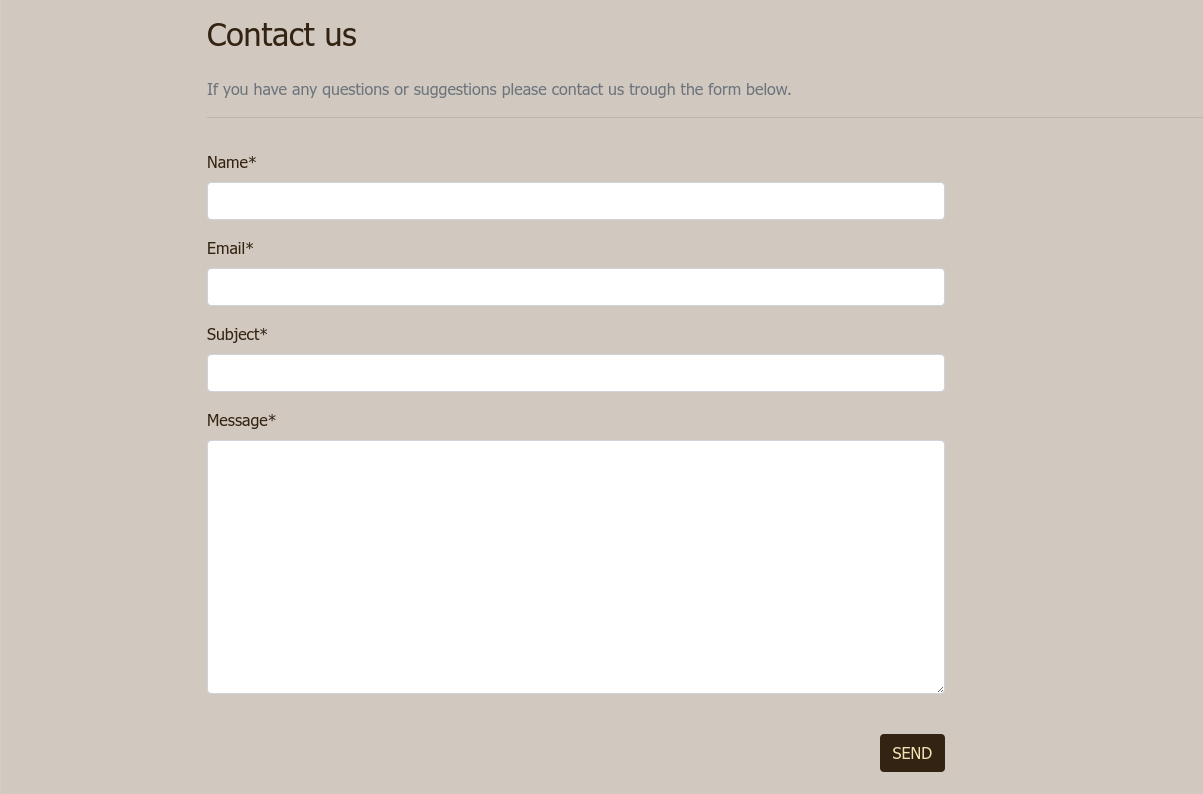 Contact us
If you have any questions or suggestions please contact us trough the form below.
Name*
Email*
Subject*
Message*
SEND